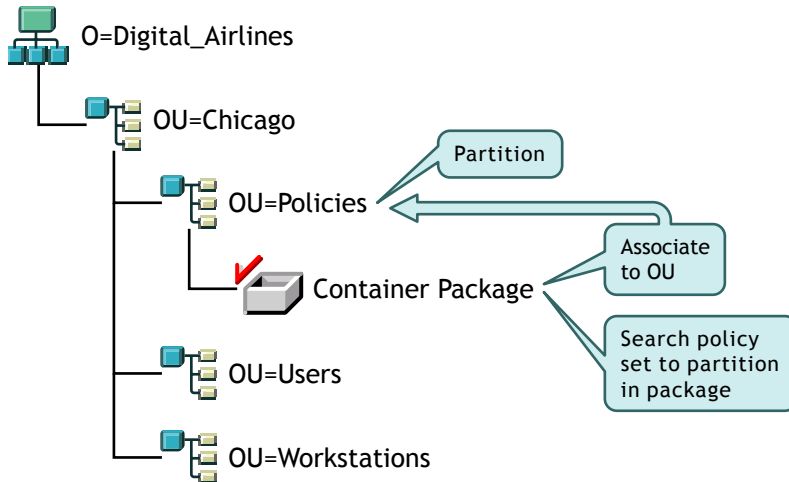 O=Digital_Airlines
OU=Chicago
Partition
OU=Policies
Associate
to OU
Container Package
Search policy
set to partition
in package
OU=Users
OU=Workstations